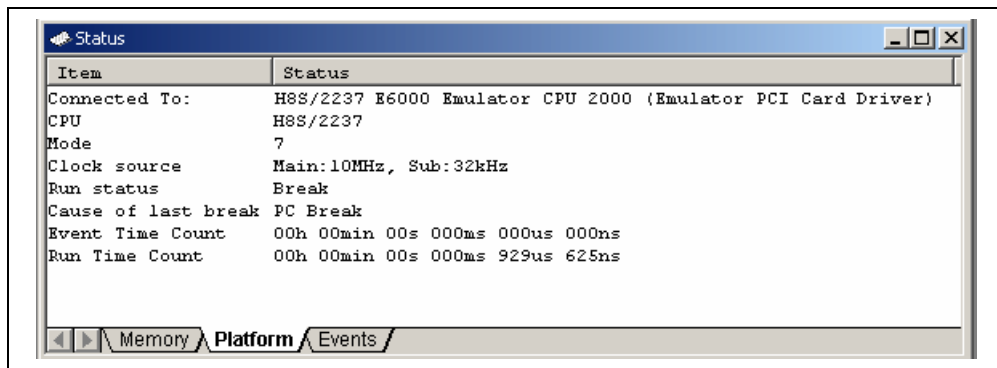 Status
Item Status
Connected To: H8S/2237 E6000 Emulator CPU 2000 (Emulator PCI Card Driver)
CPU H8S/2237
Mode 7
Clock source Main:10MHz, Sub:32kHz
Run status Break
Cause of last break PC Break
Event Time Count 00h 00min 00s 000ms 000us 000ns
Run Time Count 00h 00min 00s 000ms 929us 625ns
Memory Platform Events